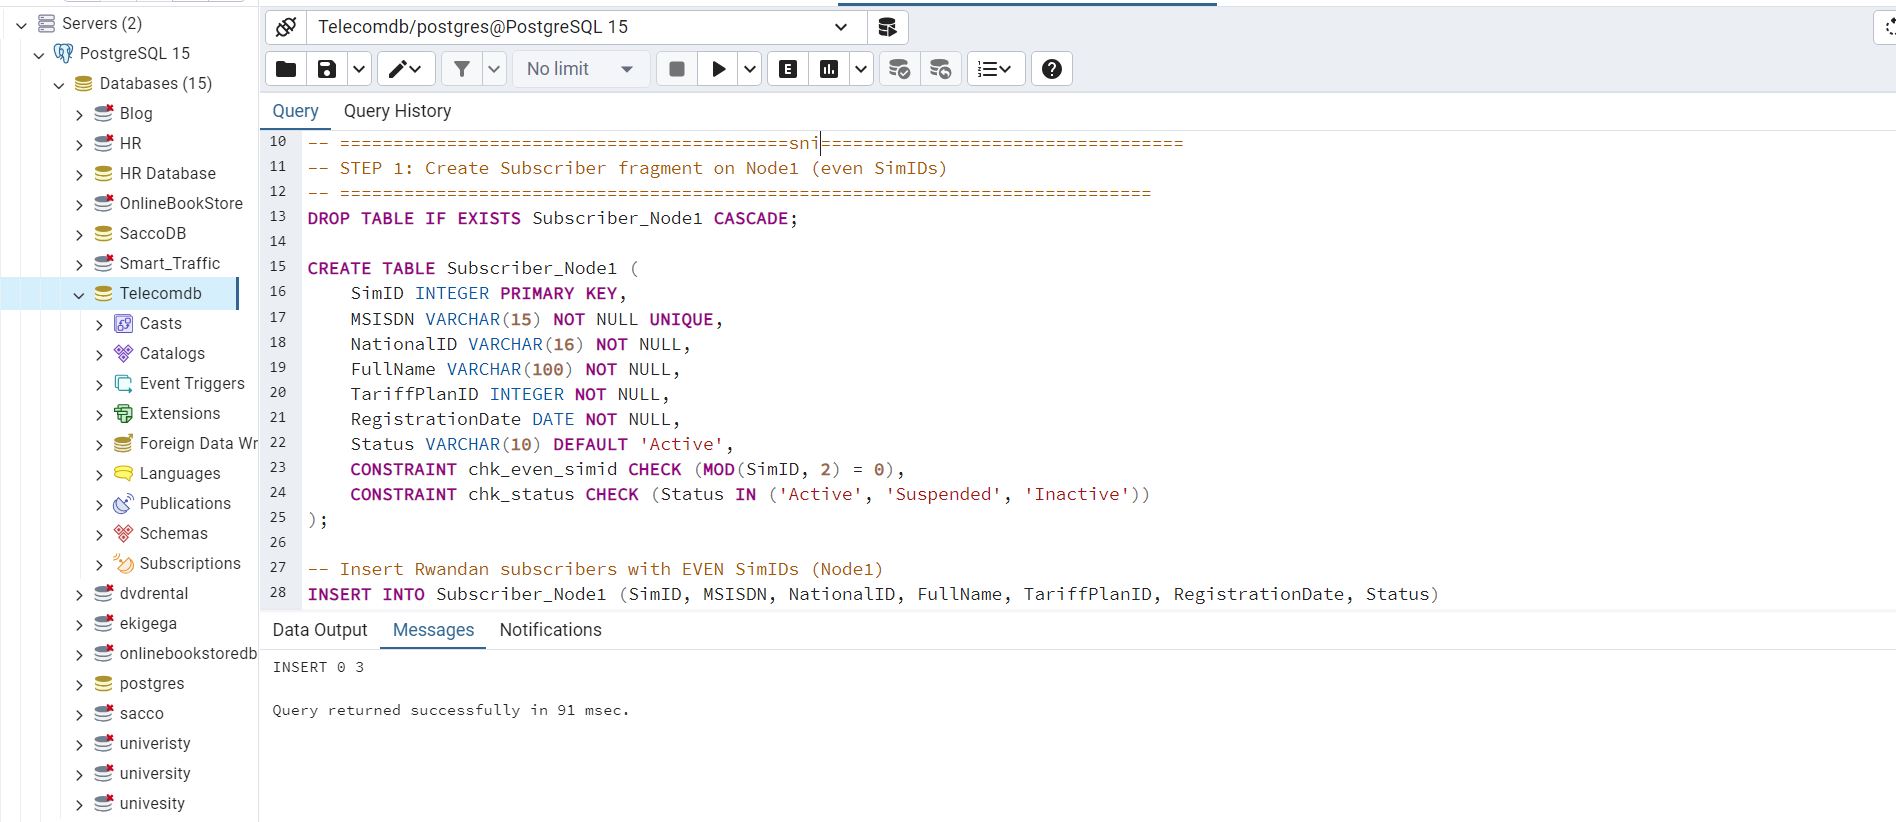 Servers (2)
PostgreSQL 15
Databases (15)
Blog
HR
HR Database
OnlineBookStore
SaccoDB
Smart_Traffic
Telecomdb
Casts
Catalogs
Event Triggers
Extensions
Foreign Data Wr
Languages
Publications
Schemas
Subscriptions
dvdrental
ekigega
onlinebookstoredb
postgres
sacco
univeristy
university
univesity
Telecomdb/postgres@PostgreSQL 15
No limit
E
Query Query History
10 -- ==========================================sni==================================
11 -- STEP 1: Create Subscriber fragment on Node1 (even SimIDs)
12 -- ============================================================================
13 DROP TABLE IF EXISTS Subscriber_Node1 CASCADE;
14
15 CREATE TABLE Subscriber_Node1 (
16 SimID INTEGER PRIMARY KEY,
17 MSISDN VARCHAR(15) NOT NULL UNIQUE,
18 NationalID VARCHAR(16) NOT NULL,
19 FullName VARCHAR(100) NOT NULL,
20 TariffPlanID INTEGER NOT NULL,
21 RegistrationDate DATE NOT NULL,
22 Status VARCHAR(10) DEFAULT 'Active',
23 CONSTRAINT chk_even_simid CHECK (MOD(SimID, 2) = 0),
24 CONSTRAINT chk_status CHECK (Status IN ('Active', 'Suspended', 'Inactive'))
25 );
26
27 -- Insert Rwandan subscribers with EVEN SimIDs (Node1)
28 INSERT INTO Subscriber_Node1 (SimID, MSISDN, NationalID, FullName, TariffPlanID, RegistrationDate, Status)
Data Output Messages Notifications
INSERT 0 3
Query returned successfully in 91 msec.